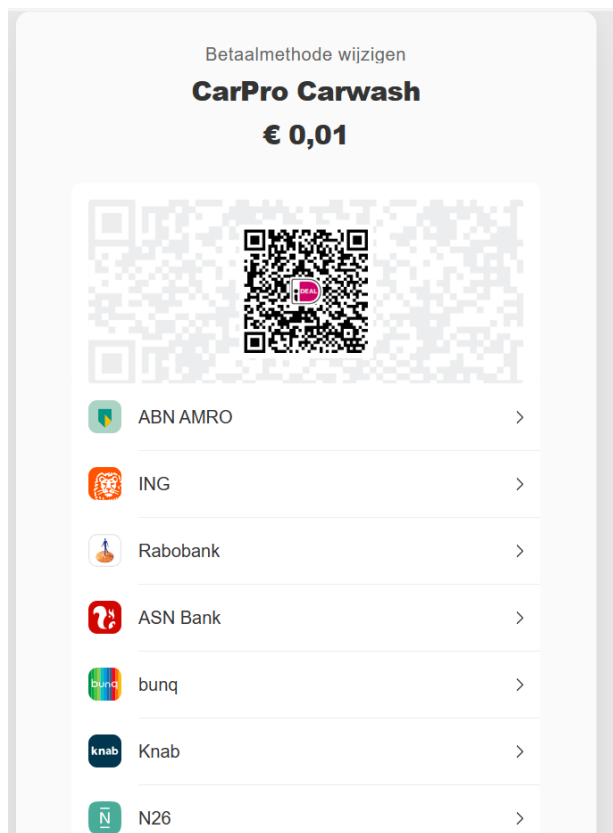 Betaalmethode wijzigen
CarPro Carwash
€ 0,01
iDEAL
ABN AMRO
ING
Rabobank
ASN Bank
bunq
bunq
knab
Knab
N
N26